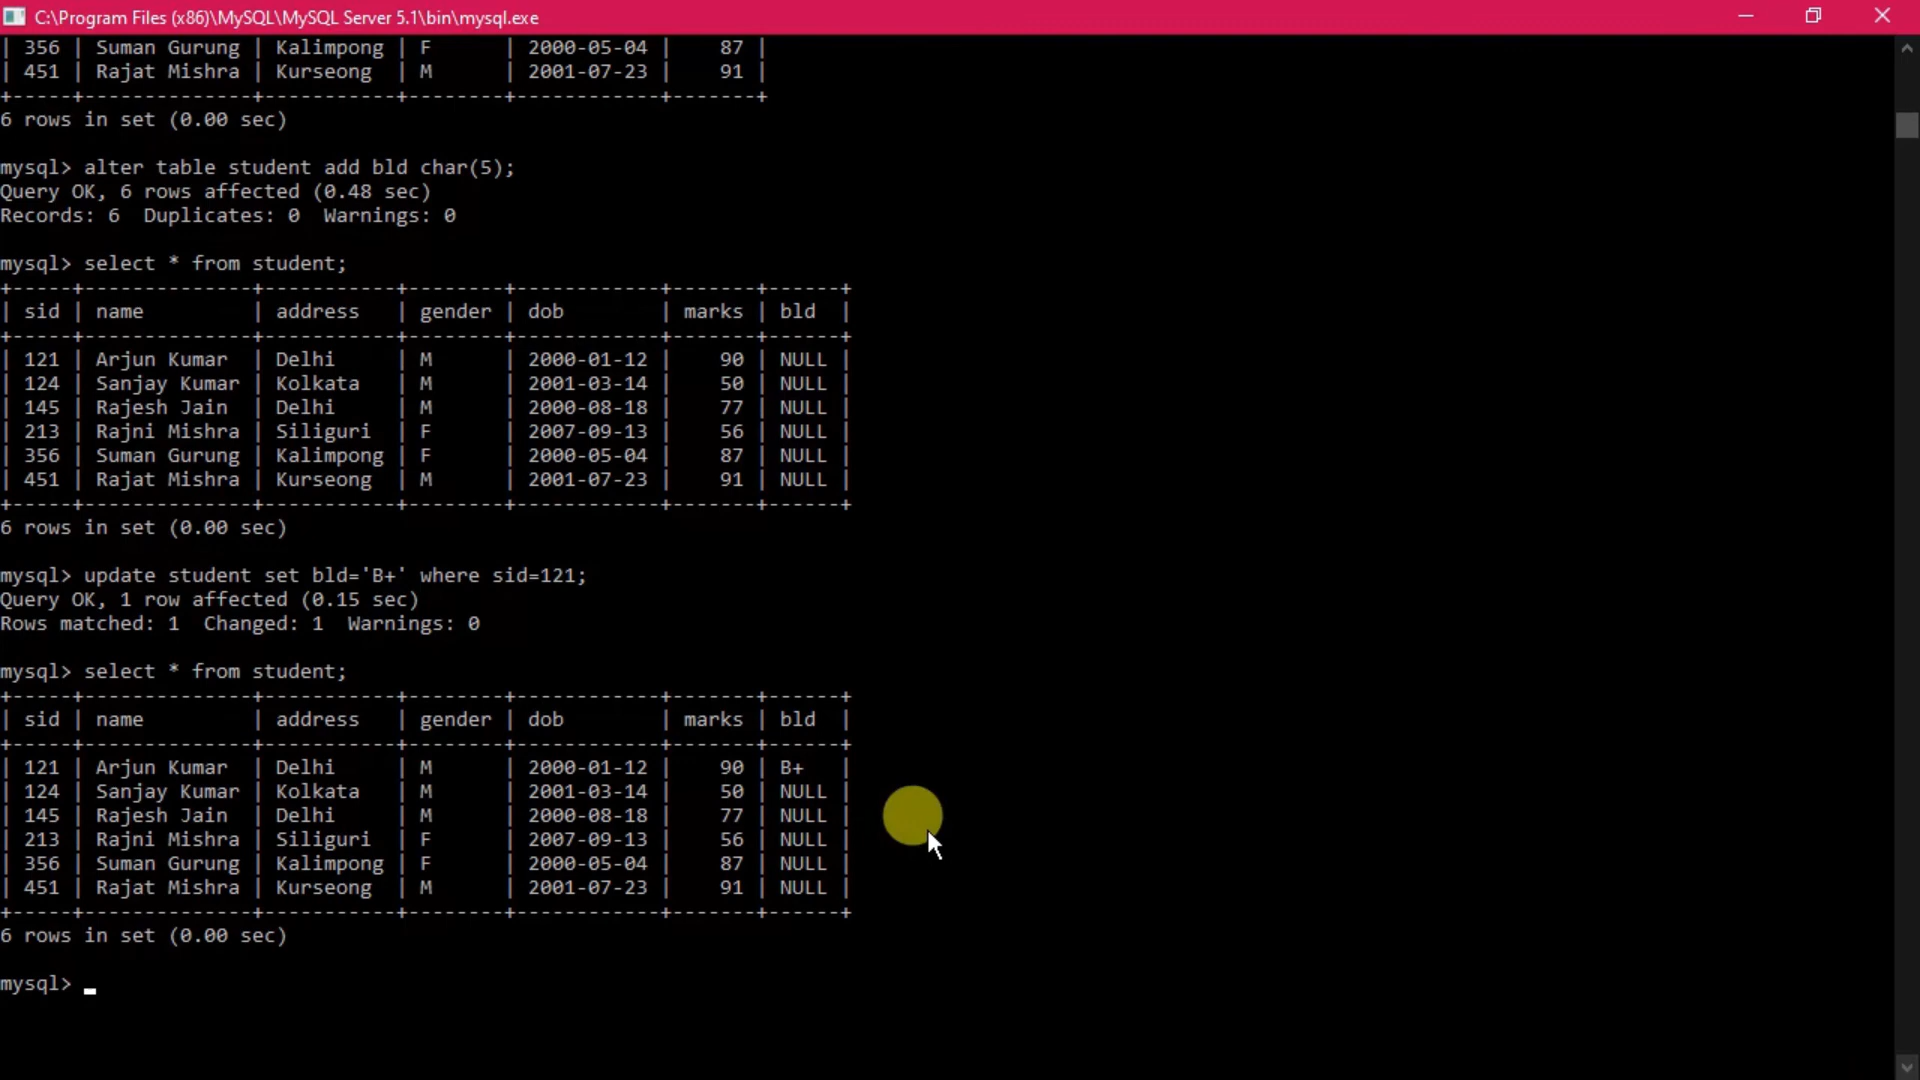 C:\Program Files (x86)\MySQL\MySQL Server 5.1\bin\mysql.exe
| 356 | Suman Gurung | Kalimpong | F      | 2000-05-04 |    87 |
| 451 | Rajat Mishra | Kurseong  | M      | 2001-07-23 |    91 |
+-----+--------------+-----------+--------+------------+-------+
6 rows in set (0.00 sec)
mysql> alter table student add bld char(5);
Query OK, 6 rows affected (0.48 sec)
Records: 6  Duplicates: 0  Warnings: 0
mysql> select * from student;
+-----+--------------+-----------+--------+------------+-------+------+
| sid | name         | address   | gender | dob        | marks | bld  |
+-----+--------------+-----------+--------+------------+-------+------+
| 121 | Arjun Kumar  | Delhi     | M      | 2000-01-12 |    90 | NULL |
| 124 | Sanjay Kumar | Kolkata   | M      | 2001-03-14 |    50 | NULL |
| 145 | Rajesh Jain  | Delhi     | M      | 2000-08-18 |    77 | NULL |
| 213 | Rajni Mishra | Siliguri  | F      | 2007-09-13 |    56 | NULL |
| 356 | Suman Gurung | Kalimpong | F      | 2000-05-04 |    87 | NULL |
| 451 | Rajat Mishra | Kurseong  | M      | 2001-07-23 |    91 | NULL |
+-----+--------------+-----------+--------+------------+-------+------+
6 rows in set (0.00 sec)
mysql> update student set bld='B+' where sid=121;
Query OK, 1 row affected (0.15 sec)
Rows matched: 1  Changed: 1  Warnings: 0
mysql> select * from student;
+-----+--------------+-----------+--------+------------+-------+------+
| sid | name         | address   | gender | dob        | marks | bld  |
+-----+--------------+-----------+--------+------------+-------+------+
| 121 | Arjun Kumar  | Delhi     | M      | 2000-01-12 |    90 | B+   |
| 124 | Sanjay Kumar | Kolkata   | M      | 2001-03-14 |    50 | NULL |
| 145 | Rajesh Jain  | Delhi     | M      | 2000-08-18 |    77 | NULL |
| 213 | Rajni Mishra | Siliguri  | F      | 2007-09-13 |    56 | NULL |
| 356 | Suman Gurung | Kalimpong | F      | 2000-05-04 |    87 | NULL |
| 451 | Rajat Mishra | Kurseong  | M      | 2001-07-23 |    91 | NULL |
+-----+--------------+-----------+--------+------------+-------+------+
6 rows in set (0.00 sec)
mysql>